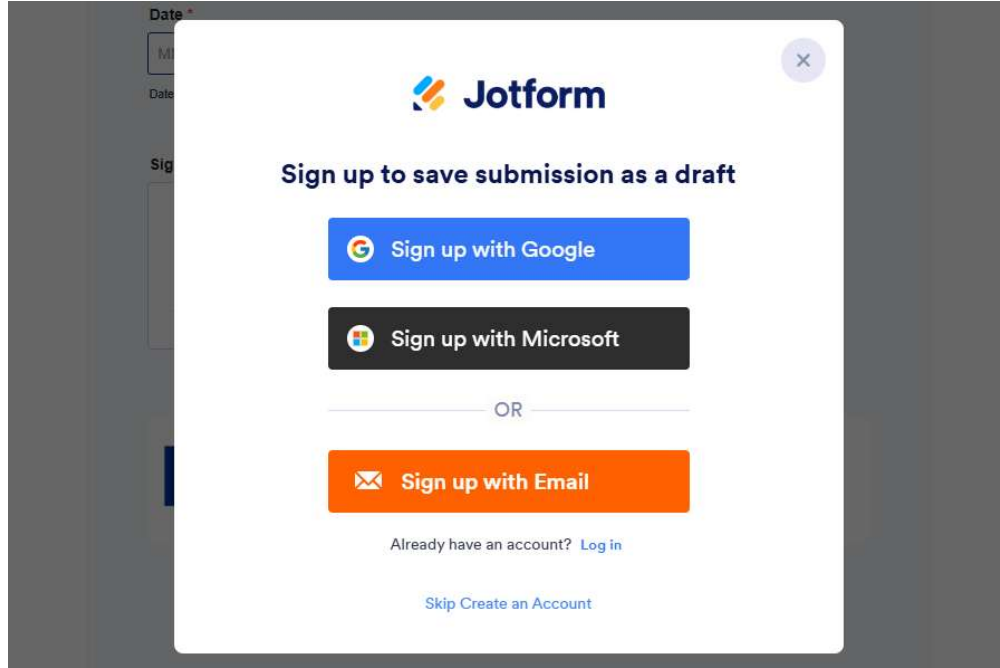 Date *
Date
Sig
Jotform
Sign up to save submission as a draft
Sign up with Google
Sign up with Microsoft
OR
Sign up with Email
Already have an account? Log in
Skip Create an Account